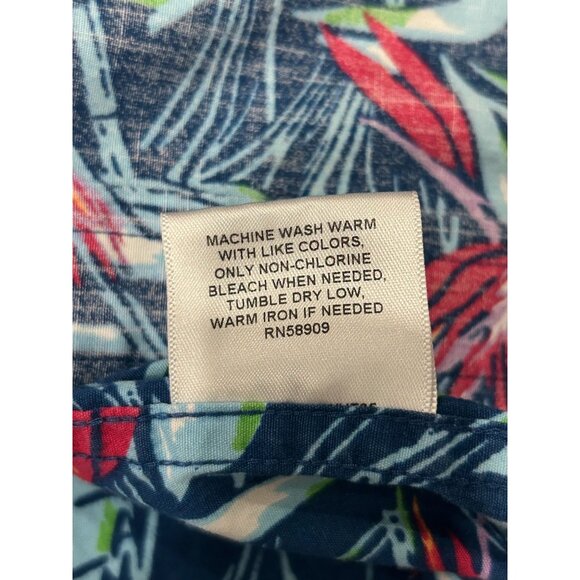 MACHINE WASH WARM
WITH LIKE COLORS,
ONLY NON-CHLORINE
BLEACH WHEN NEEDED,
TUMBLE DRY LOW,
WARM IRON IF NEEDED
RN58909